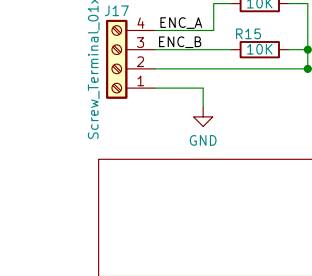 10K
J17
4 ENC_A
R15
3 ENC_B
10K
2
1
GND
Screw_Terminal_01x